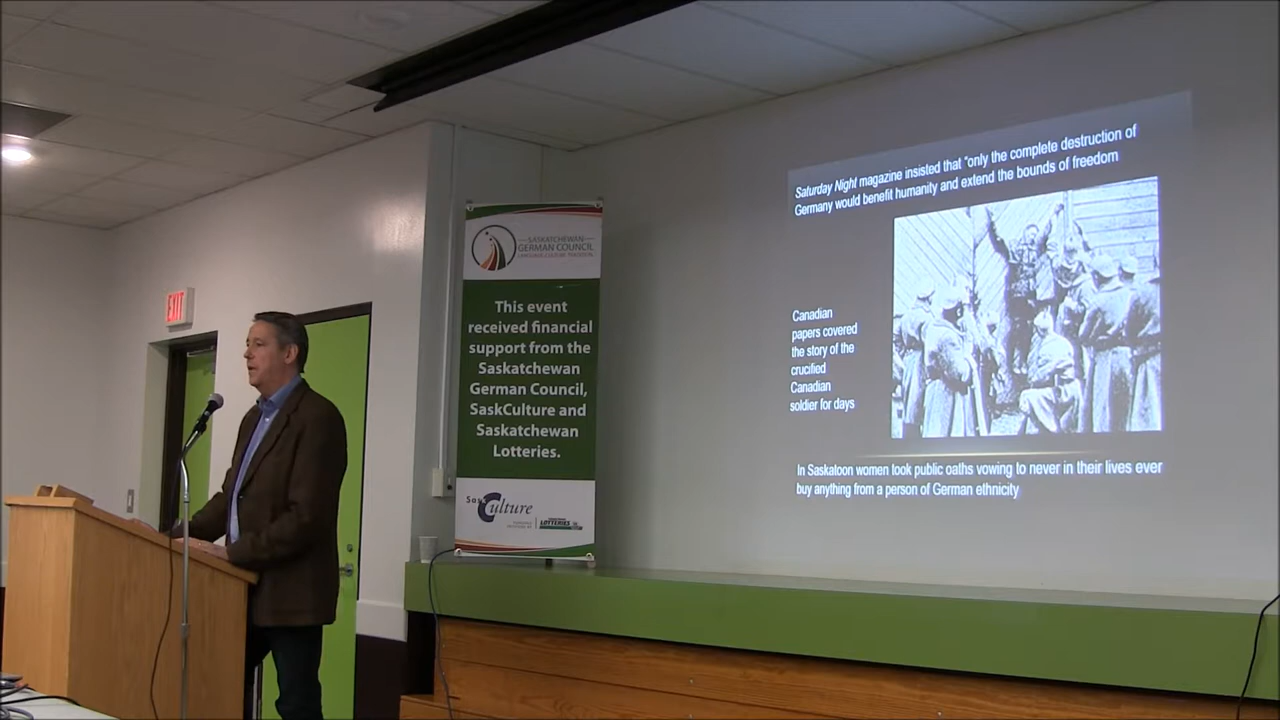 EXIT
SASKATCHEWAN
GERMAN COUNCIL
LANGUAGE. CULTURE. TRADITION.
This event
received financial
support from the
Saskatchewan
German Council,
SaskCulture and
Saskatchewan
Lotteries.
SaskCulture
LOTTERIES
Saturday Night magazine insisted that "only the complete destruction of
Germany would benefit humanity and extend the bounds of freedom
Canadian
papers covered
the story of the
crucified
Canadian
soldier for days
In Saskatoon women took public oaths vowing to never in their lives ever
buy anything from a person of German ethnicity